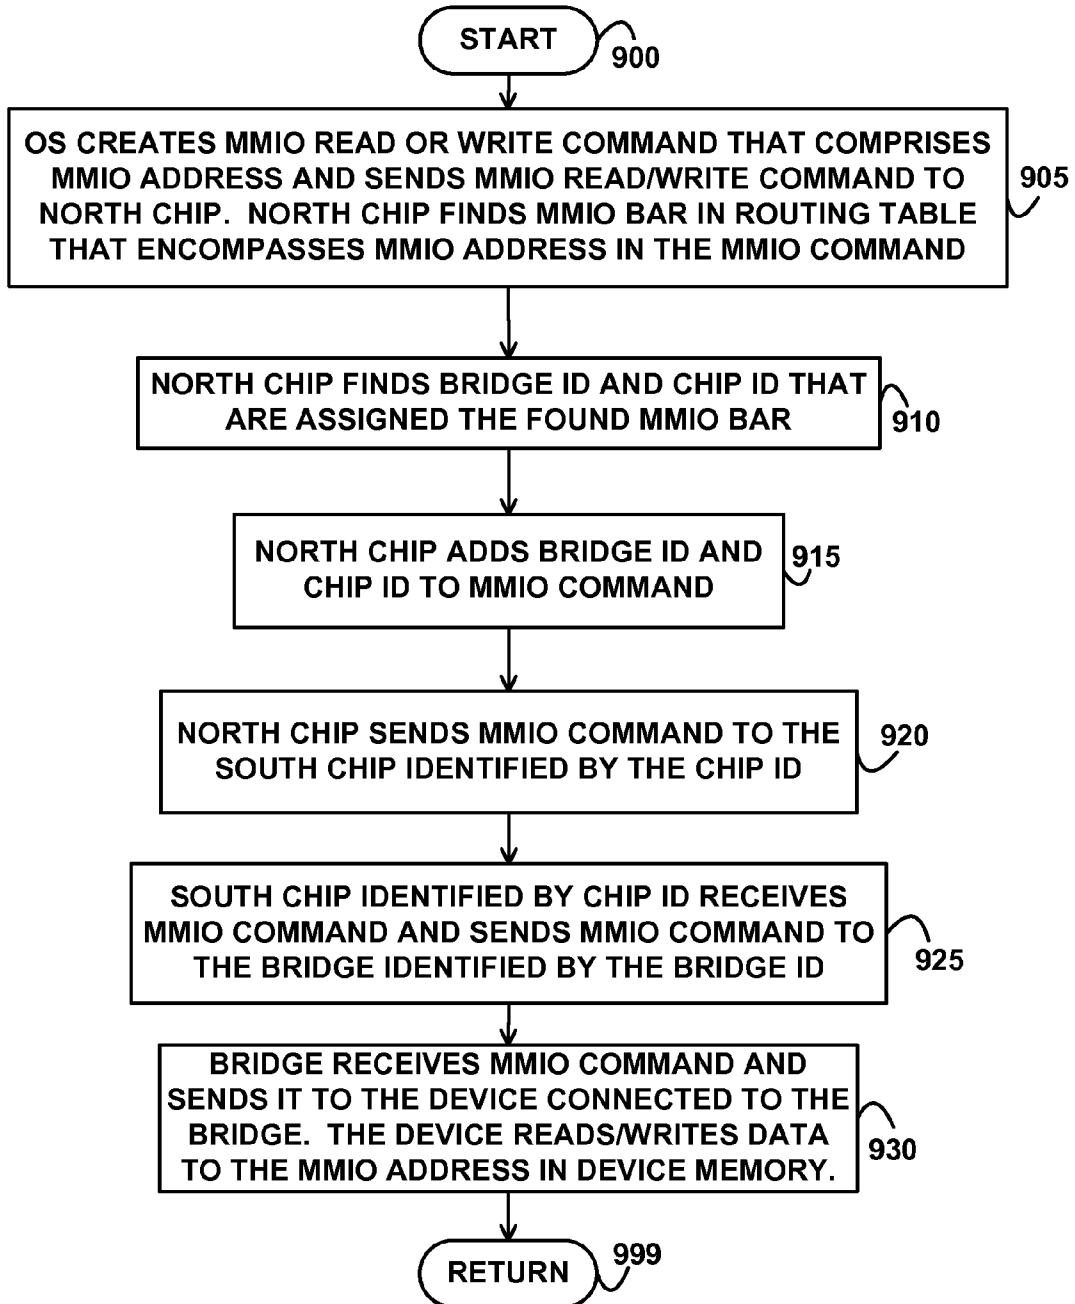 START
900
OS CREATES MMIO READ OR WRITE COMMAND THAT COMPRISES
MMIO ADDRESS AND SENDS MMIO READ/WRITE COMMAND TO
NORTH CHIP. NORTH CHIP FINDS MMIO BAR IN ROUTING TABLE
THAT ENCOMPASSES MMIO ADDRESS IN THE MMIO COMMAND
905
NORTH CHIP FINDS BRIDGE ID AND CHIP ID THAT
ARE ASSIGNED THE FOUND MMIO BAR
910
NORTH CHIP ADDS BRIDGE ID AND
CHIP ID TO MMIO COMMAND
915
NORTH CHIP SENDS MMIO COMMAND TO THE
SOUTH CHIP IDENTIFIED BY THE CHIP ID
920
SOUTH CHIP IDENTIFIED BY CHIP ID RECEIVES
MMIO COMMAND AND SENDS MMIO COMMAND TO
THE BRIDGE IDENTIFIED BY THE BRIDGE ID
925
BRIDGE RECEIVES MMIO COMMAND AND
SENDS IT TO THE DEVICE CONNECTED TO THE
BRIDGE. THE DEVICE READS/WRITES DATA
TO THE MMIO ADDRESS IN DEVICE MEMORY.
930
RETURN
999